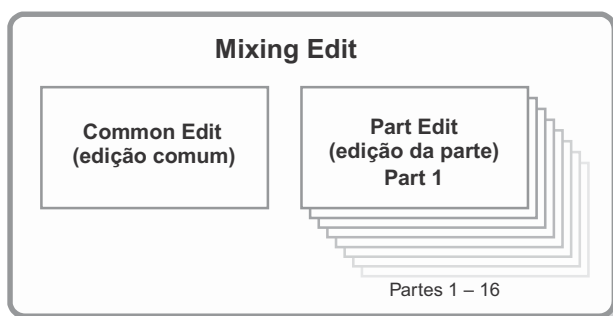 Mixing Edit
Common Edit
(edição comum)
Part Edit
(edição da parte)
Part 1
Partes 1 – 16